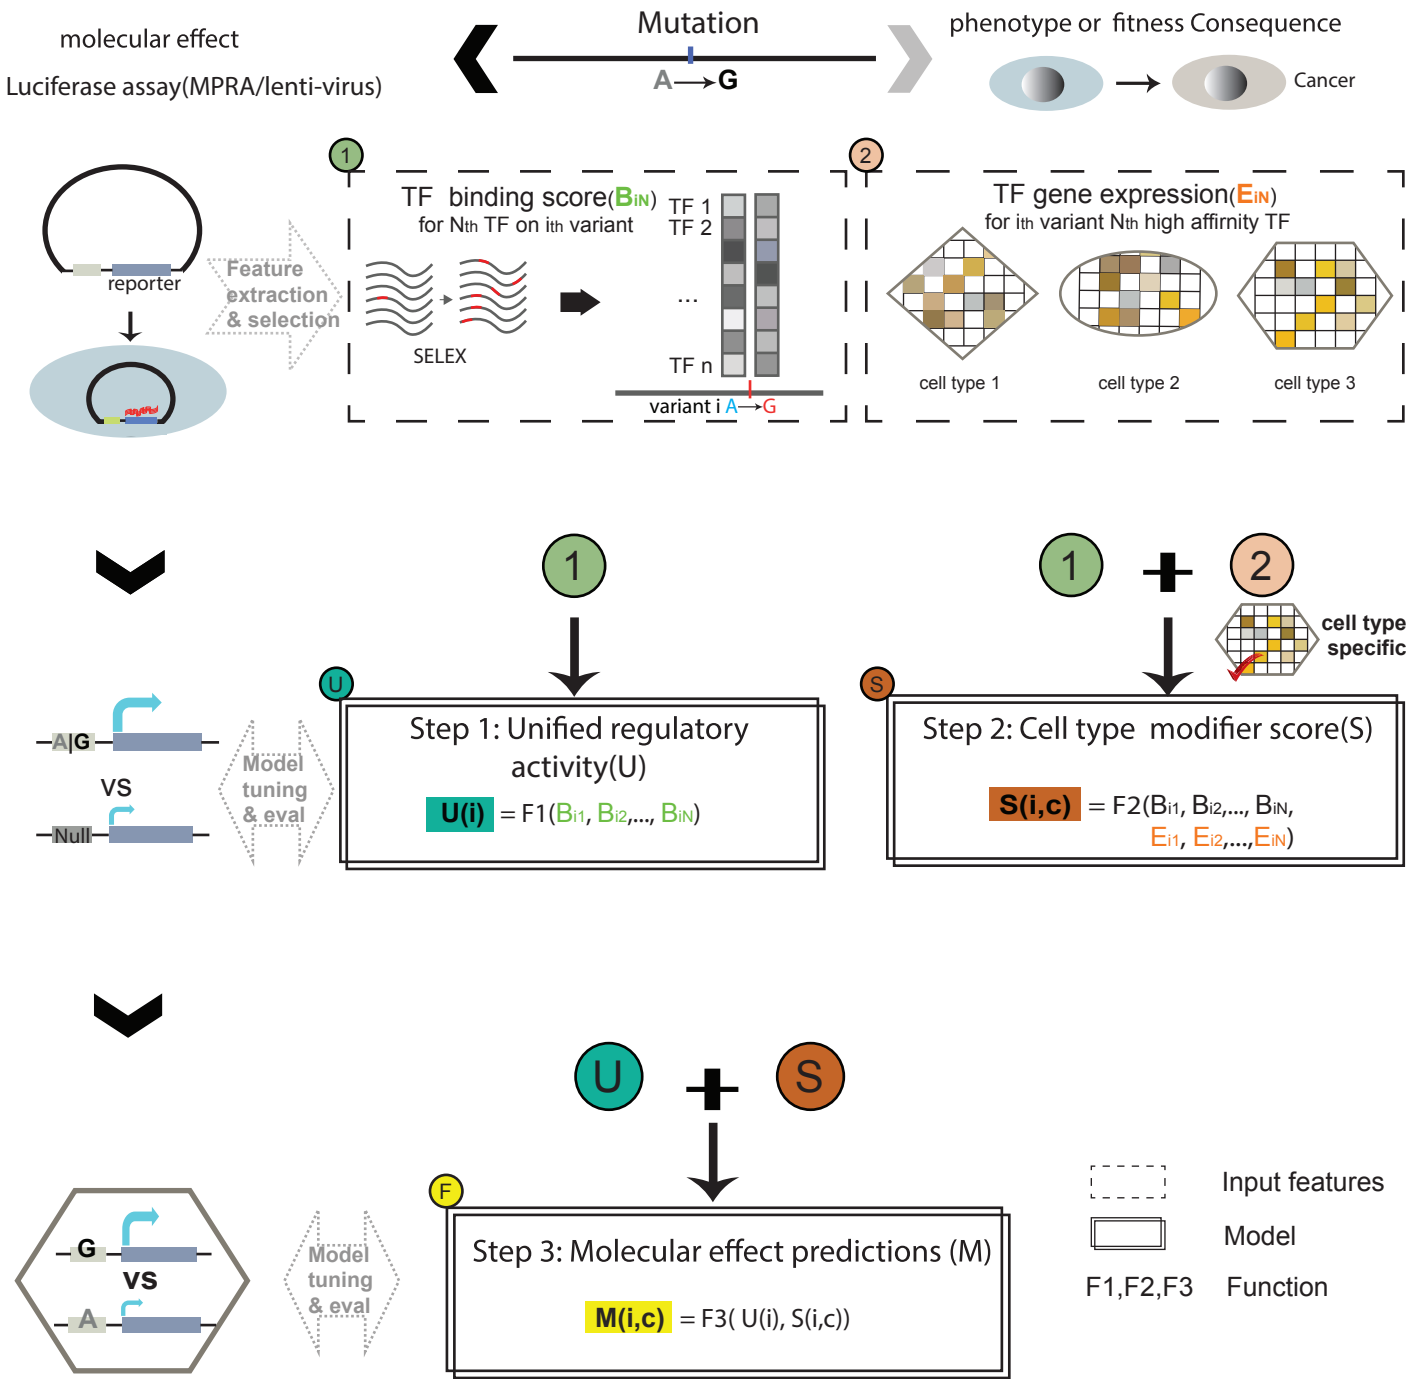 molecular effect
Luciferase assay(MPRA/lenti-virus)
Mutation
A G
phenotype or fitness Consequence
Cancer
reporter
Feature
extraction
& selection
1
TF binding score(BiN)
for Nth TF on ith variant
SELEX
TF 1
TF 2
...
TF n
variant i A G
2
TF gene expression(EiN)
for ith variant Nth high affirnity TF
cell type 1
cell type 2
cell type 3
1
1
2
cell type
specific
A|G
VS
Null
Model
tuning
& eval
U
Step 1: Unified regulatory
activity(U)
U(i) = F1(Bi1, Bi2,..., BiN)
S
Step 2: Cell type modifier score(S)
S(i,c) = F2(Bi1, Bi2,..., BiN,
Ei1, Ei2,...,EiN)
U
S
G
VS
A
Model
tuning
& eval
F
Step 3: Molecular effect predictions (M)
M(i,c) = F3( U(i), S(i,c))
Input features
Model
F1,F2,F3 Function